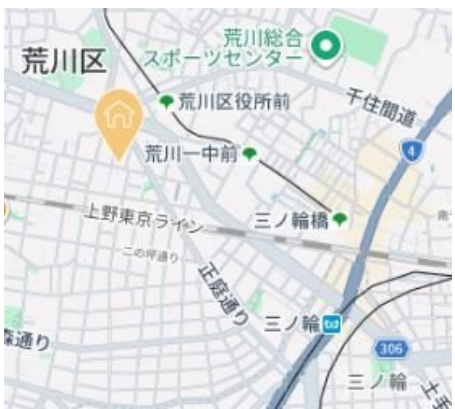 荒川総合
スポーツセンター
荒川区
荒川区役所前
千住間道
荒川一中前
4
三ノ輪橋
上野東京ライン
二の坪通り
正庭通り
三ノ輪
森通り
306
三ノ輪
土手